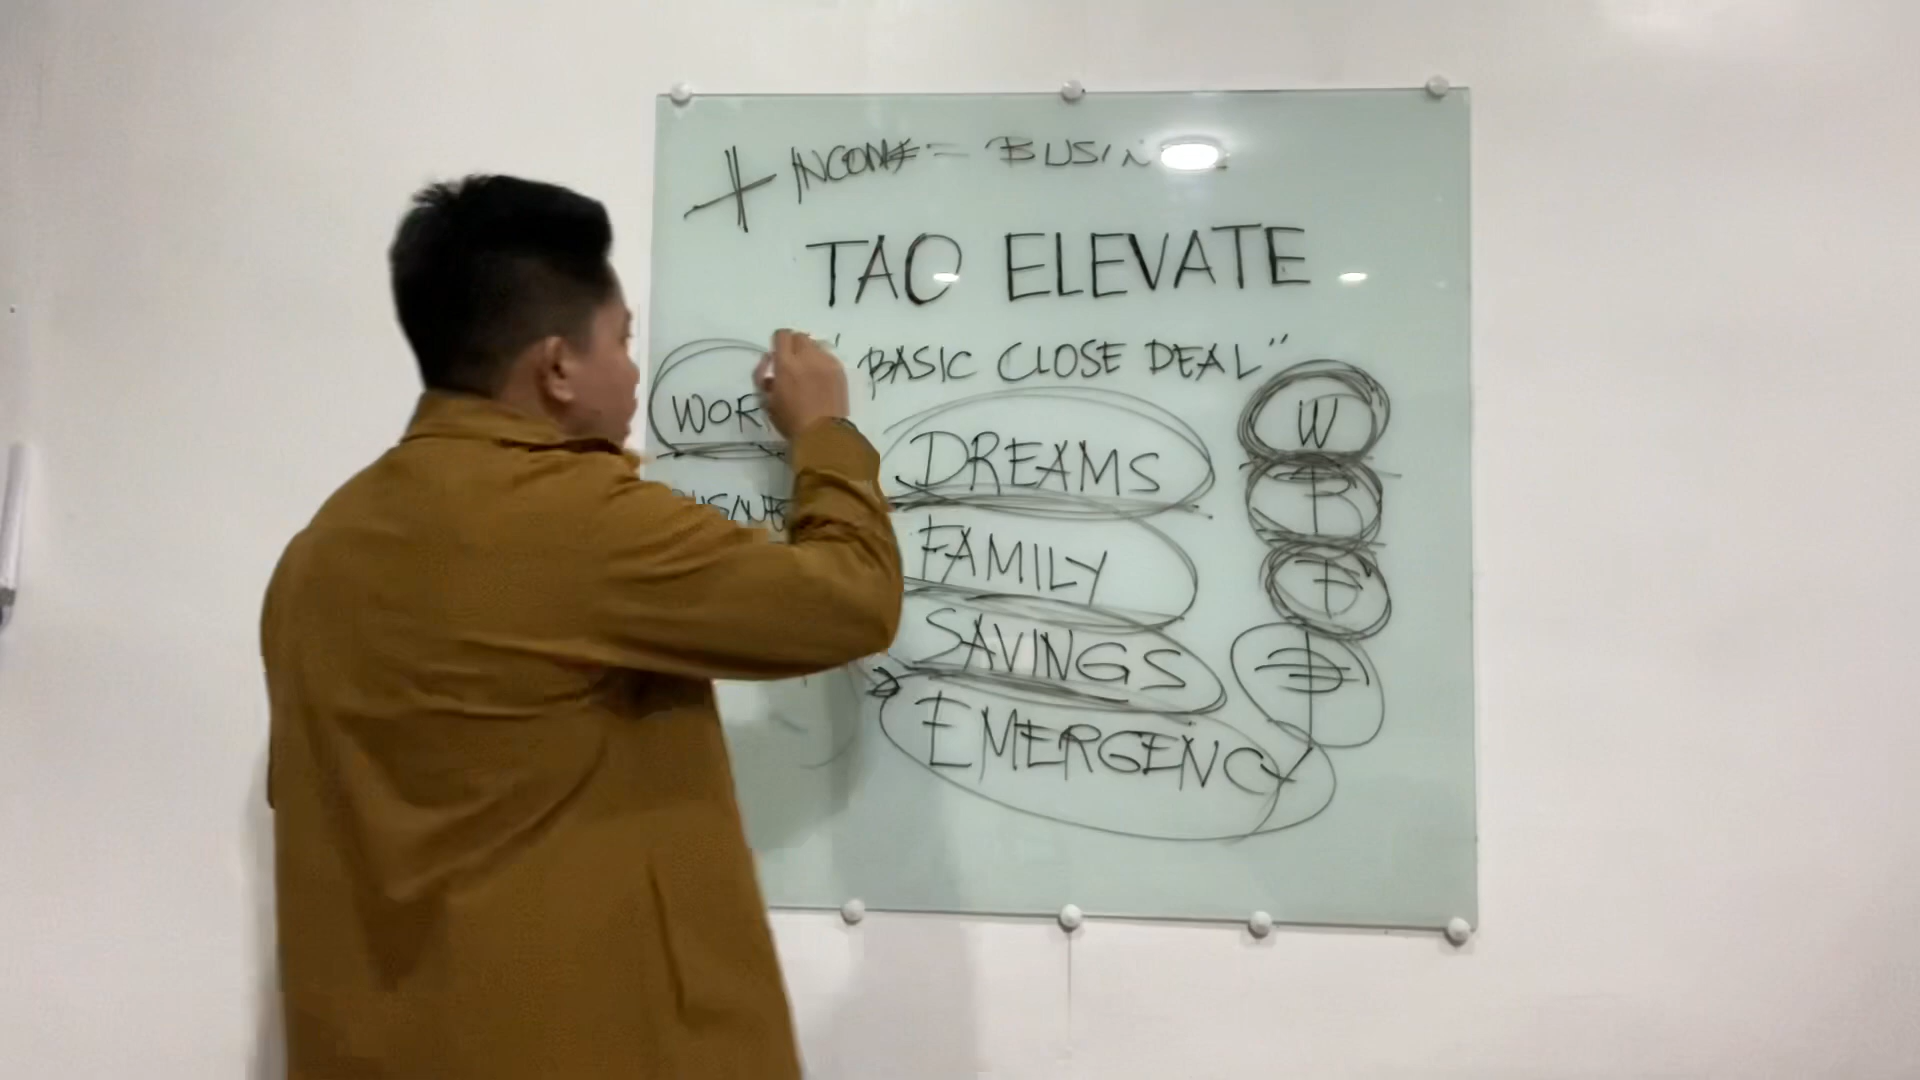 + INCOME =
TAO ELEVATE
"BASIC CLOSE DEAL"
W
DREAMS
B
FAMILY
SAVINGS
EMERGENCY